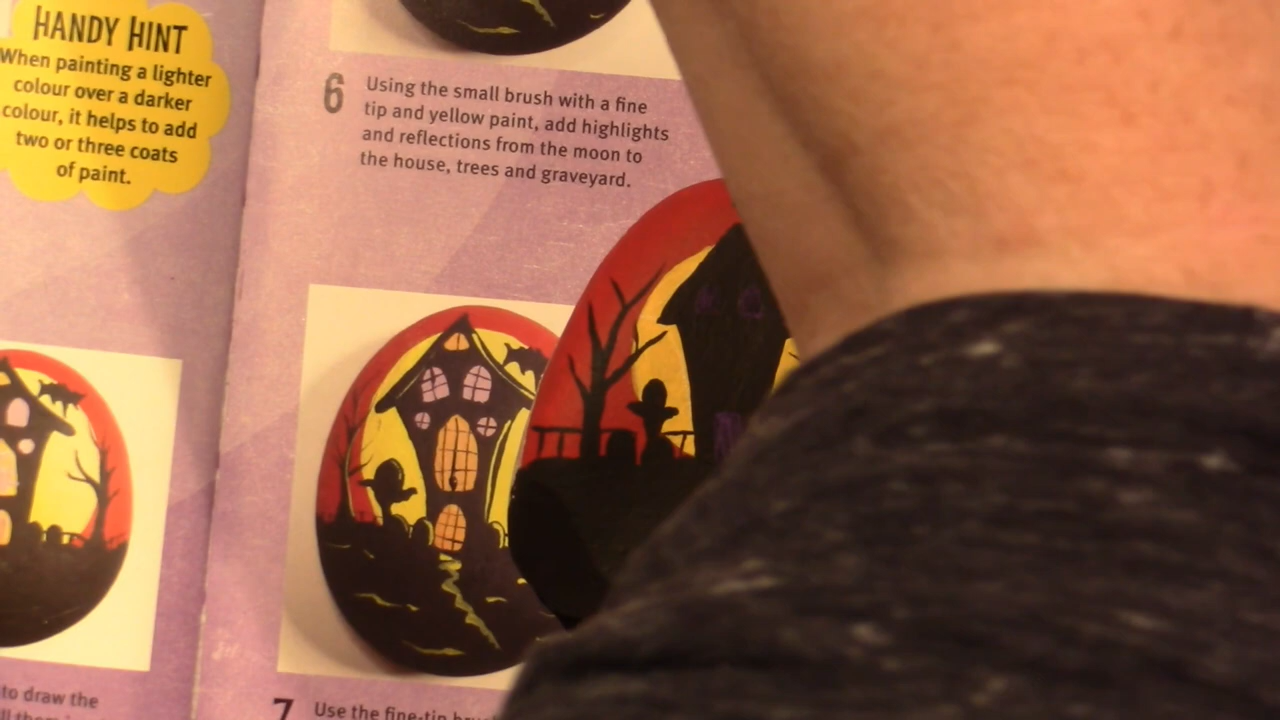 HANDY HINT
When painting a lighter
colour over a darker
colour, it helps to add
two or three coats
of paint.
6 Using the small brush with a fine
tip and yellow paint, add highlights
and reflections from the moon to
the house, trees and graveyard.
to draw the
7 Use the fine-tip